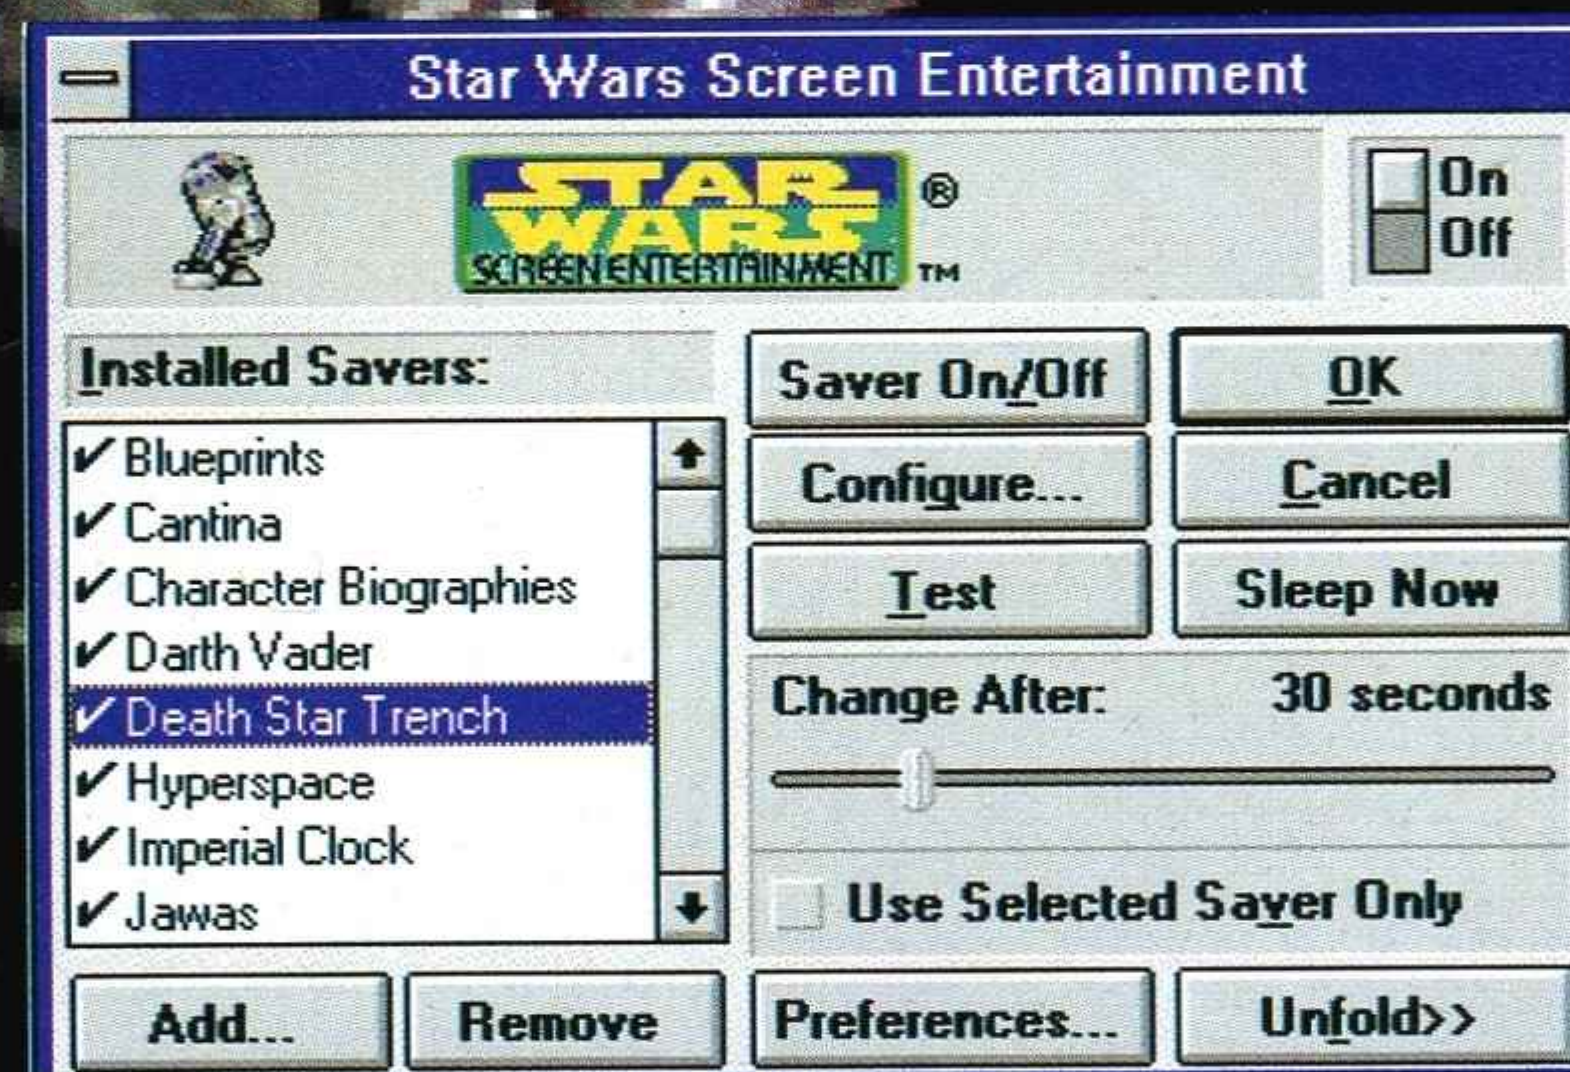 Star Wars Screen Entertainment
STAR
WARS ®
SCREEN ENTERTAINMENT ™
On
Off
Installed Savers:
✔ Blueprints
✔ Cantina
✔ Character Biographies
✔ Darth Vader
✔ Death Star Trench
✔ Hyperspace
✔ Imperial Clock
✔ Jawas
Add...
Remove
Saver On/Off
OK
Configure...
Cancel
Test
Sleep Now
Change After: 30 seconds
Use Selected Saver Only
Preferences...
Unfold>>